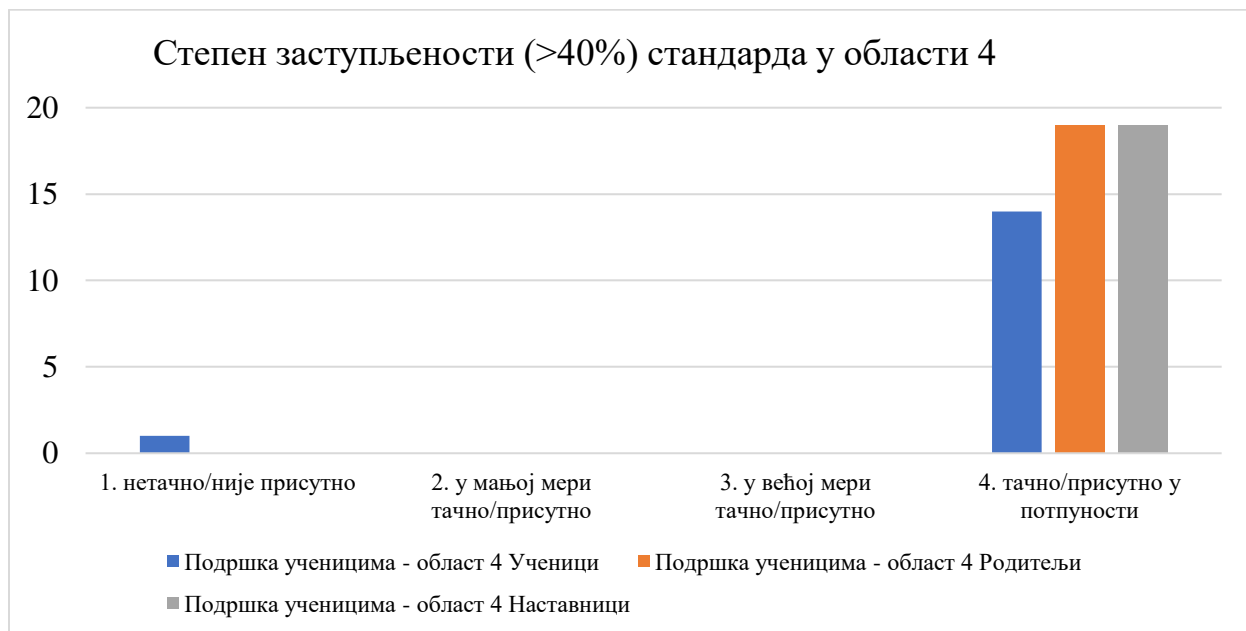 Степен заступљености (>40%) стандарда у области 4
20
15
10
5
0
1. нетачно/није присутно
2. у мањој мери
тачно/присутно
3. у већој мери
тачно/присутно
4. тачно/присутно у
потпуности
Подршка ученицима - област 4 Ученици
Подршка ученицима - област 4 Родитељи
Подршка ученицима - област 4 Наставници